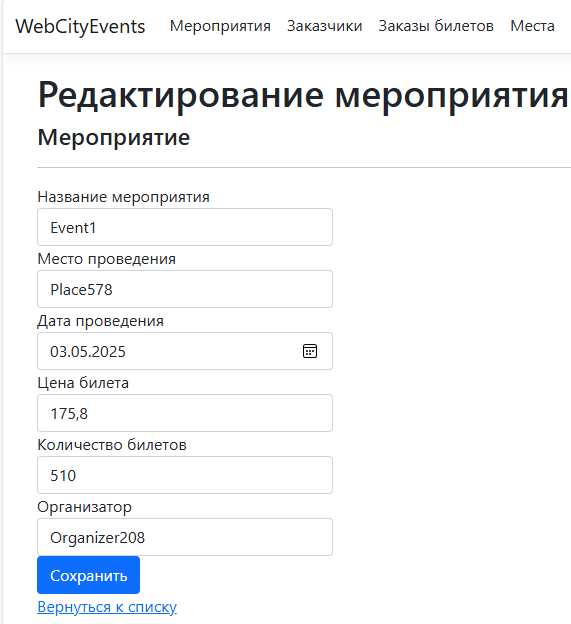 WebCityEvents Мероприятия Заказчики Заказы билетов Места
Редактирование мероприятия
Мероприятие
Название мероприятия
Event1
Место проведения
Place578
Дата проведения
03.05.2025
Цена билета
175,8
Количество билетов
510
Организатор
Organizer208
Сохранить
Вернуться к списку